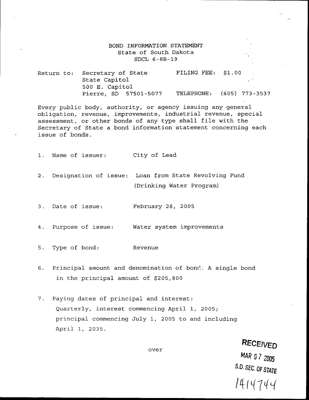 BOND INFORMATION STATEMENT
State of South Dakota
SDCL 6-8B-19
Return to: Secretary of State FILING FEE: $1.00
State Capitol
500 E. Capitol
Pierre, SD 57501-5077 TELEPHONE: (605) 773-3537
Every public body, authority, or agency issuing any general
obligation, revenue, improvements, industrial revenue, special
assessment, or other bonds of any type shall file with the
Secretary of State a bond information statement concerning each
issue of bonds.
1. Name of issuer: City of Lead
2. Designation of issue: Loan from State Revolving Fund
(Drinking Water Program)
3. Date of issue: February 28, 2005
4. Purpose of issue: Water system improvements
5. Type of bond: Revenue
6. Principal amount and denomination of bond: A single bond
in the principal amount of $205,800
7. Paying dates of principal and interest:
Quarterly, interest commencing April 1, 2005;
principal commencing July 1, 2005 to and including
April 1, 2035.
over
RECEIVED
MAR 07 2005
S.D. SEC. OF STATE
1414744